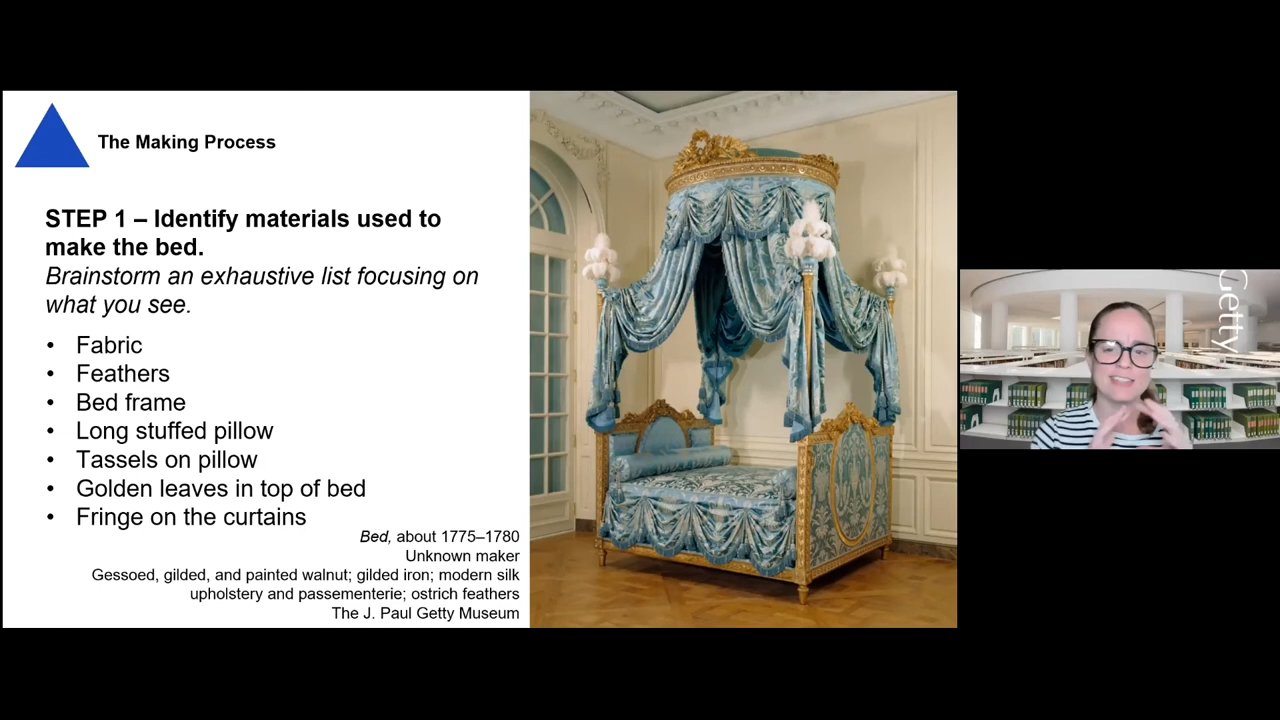 The Making Process
STEP 1 – Identify materials used to
make the bed.
Brainstorm an exhaustive list focusing on
what you see.
• Fabric
• Feathers
• Bed frame
• Long stuffed pillow
• Tassels on pillow
• Golden leaves in top of bed
• Fringe on the curtains
Bed, about 1775–1780
Unknown maker
Gessoed, gilded, and painted walnut; gilded iron; modern silk
upholstery and passementerie; ostrich feathers
The J. Paul Getty Museum
Getty